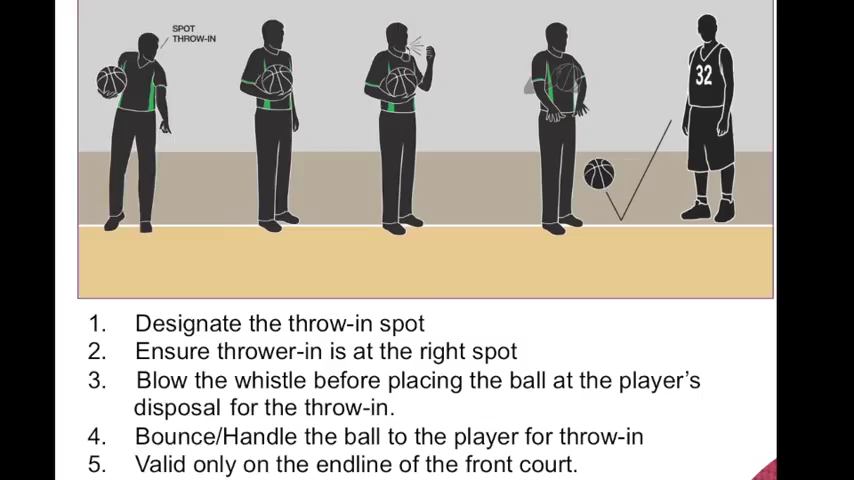 SPOT
THROW-IN
32
1. Designate the throw-in spot
2. Ensure thrower-in is at the right spot
3. Blow the whistle before placing the ball at the player's
disposal for the throw-in.
4. Bounce/Handle the ball to the player for throw-in
5. Valid only on the endline of the front court.